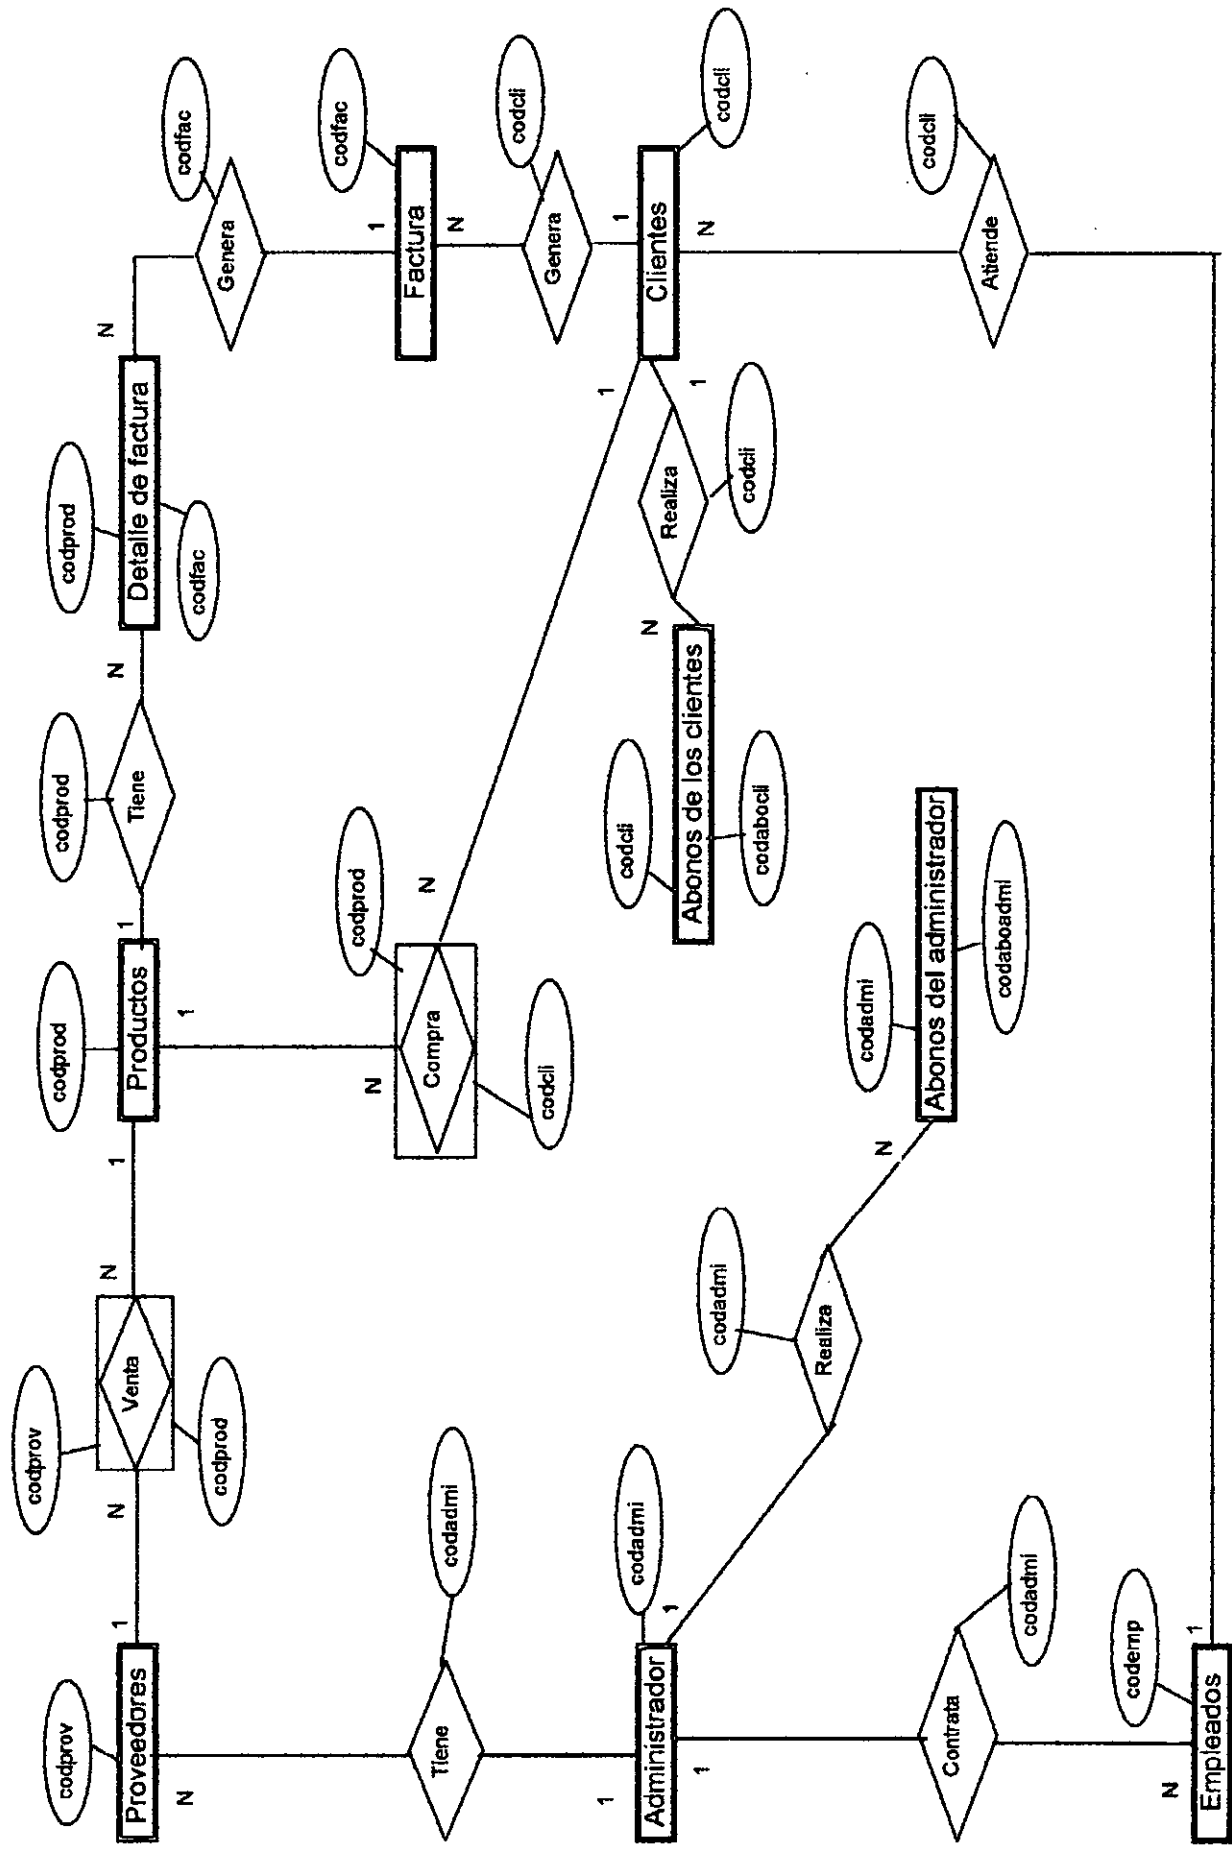 codprov
codprov
codprod
codprod
codprod
1
N
N
1
1
N
N
Proveedores
Venta
Productos
Tiene
Detalle de factura
N
codprod
1
codfac
codfac
Genera
codprod
codfac
N
1
Tiene
codadmi
Compra
N
Factura
N
codcli
codcli
Genera
1
codcli
1
1
codadmi
N
Administrador
1
Abonos de los clientes
Realiza
Clientes
1
codadmi
1
N
codcli
codcli
codabocli
Realiza
N
codadmi
Abonos del administrador
codcli
Contrata
codadmi
codaboadmi
Atiende
codemp
N
1
Empleados